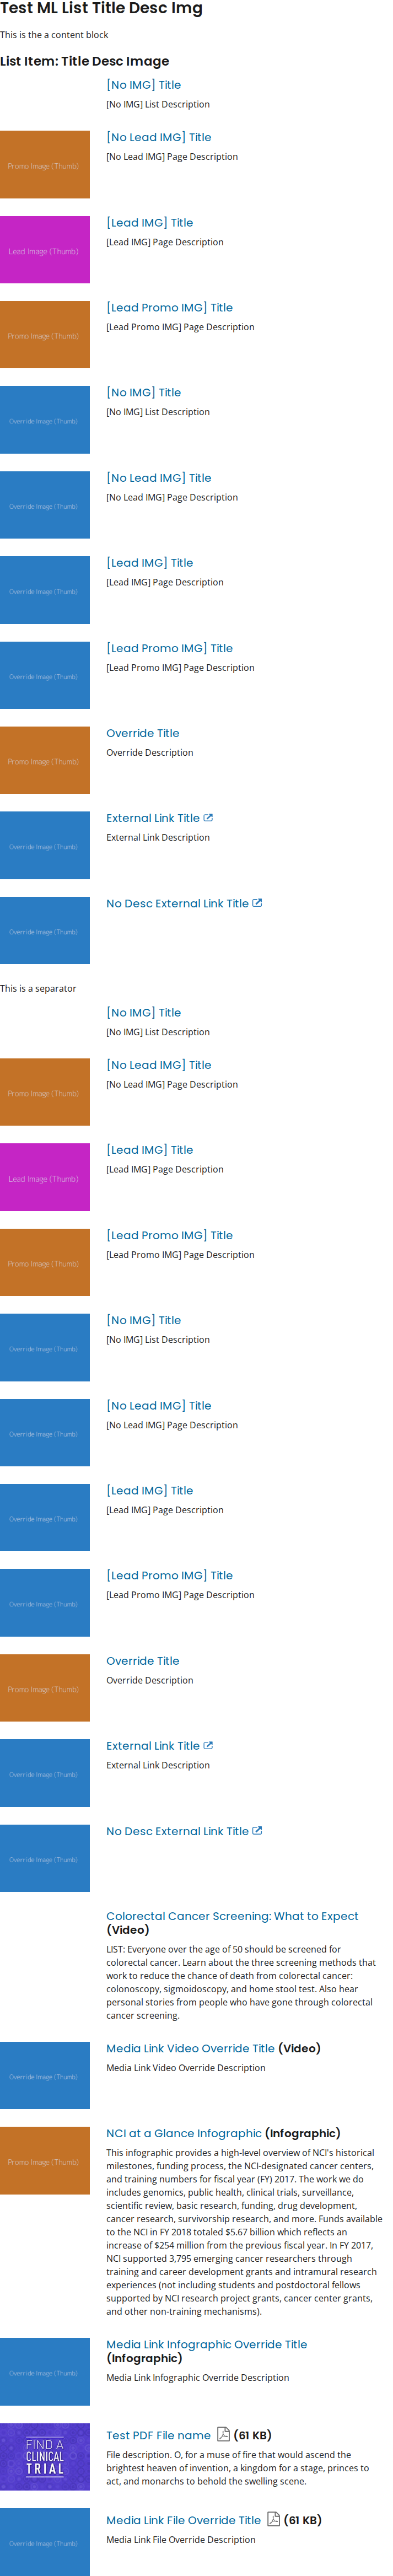 Test ML List Title Desc Img
This is the a content block
List Item: Title Desc Image
[No IMG] Title
[No IMG] List Description
Promo Image (Thumb)
[No Lead IMG] Title
[No Lead IMG] Page Description
Lead Image (Thumb)
[Lead IMG] Title
[Lead IMG] Page Description
Promo Image (Thumb)
[Lead Promo IMG] Title
[Lead Promo IMG] Page Description
Override Image (Thumb)
[No IMG] Title
[No IMG] List Description
Override Image (Thumb)
[No Lead IMG] Title
[No Lead IMG] Page Description
Override Image (Thumb)
[Lead IMG] Title
[Lead IMG] Page Description
Override Image (Thumb)
[Lead Promo IMG] Title
[Lead Promo IMG] Page Description
Promo Image (Thumb)
Override Title
Override Description
Override Image (Thumb)
External Link Title
External Link Description
Override Image (Thumb)
No Desc External Link Title
This is a separator
[No IMG] Title
[No IMG] List Description
Promo Image (Thumb)
[No Lead IMG] Title
[No Lead IMG] Page Description
Lead Image (Thumb)
[Lead IMG] Title
[Lead IMG] Page Description
Promo Image (Thumb)
[Lead Promo IMG] Title
[Lead Promo IMG] Page Description
Override Image (Thumb)
[No IMG] Title
[No IMG] List Description
Override Image (Thumb)
[No Lead IMG] Title
[No Lead IMG] Page Description
Override Image (Thumb)
[Lead IMG] Title
[Lead IMG] Page Description
Override Image (Thumb)
[Lead Promo IMG] Title
[Lead Promo IMG] Page Description
Promo Image (Thumb)
Override Title
Override Description
Override Image (Thumb)
External Link Title
External Link Description
Override Image (Thumb)
No Desc External Link Title
Colorectal Cancer Screening: What to Expect
(Video)
LIST: Everyone over the age of 50 should be screened for
colorectal cancer. Learn about the three screening methods that
work to reduce the chance of death from colorectal cancer:
colonoscopy, sigmoidoscopy, and home stool test. Also hear
personal stories from people who have gone through colorectal
cancer screening.
Override Image (Thumb)
Media Link Video Override Title (Video)
Media Link Video Override Description
Promo Image (Thumb)
NCI at a Glance Infographic (Infographic)
This infographic provides a high-level overview of NCI's historical
milestones, funding process, the NCI-designated cancer centers,
and training numbers for fiscal year (FY) 2017. The work we do
includes genomics, public health, clinical trials, surveillance,
scientific review, basic research, funding, drug development,
cancer research, survivorship research, and more. Funds available
to the NCI in FY 2018 totaled $5.67 billion which reflects an
increase of $254 million from the previous fiscal year. In FY 2017,
NCI supported 3,795 emerging cancer researchers through
training and career development grants and intramural research
experiences (not including students and postdoctoral fellows
supported by NCI research project grants, cancer center grants,
and other non-training mechanisms).
Override Image (Thumb)
Media Link Infographic Override Title
(Infographic)
Media Link Infographic Override Description
FIND A
CLINICAL
TRIAL
Test PDF File name (61 KB)
File description. O, for a muse of fire that would ascend the
brightest heaven of invention, a kingdom for a stage, princes to
act, and monarchs to behold the swelling scene.
Override Image (Thumb)
Media Link File Override Title (61 KB)
Media Link File Override Description